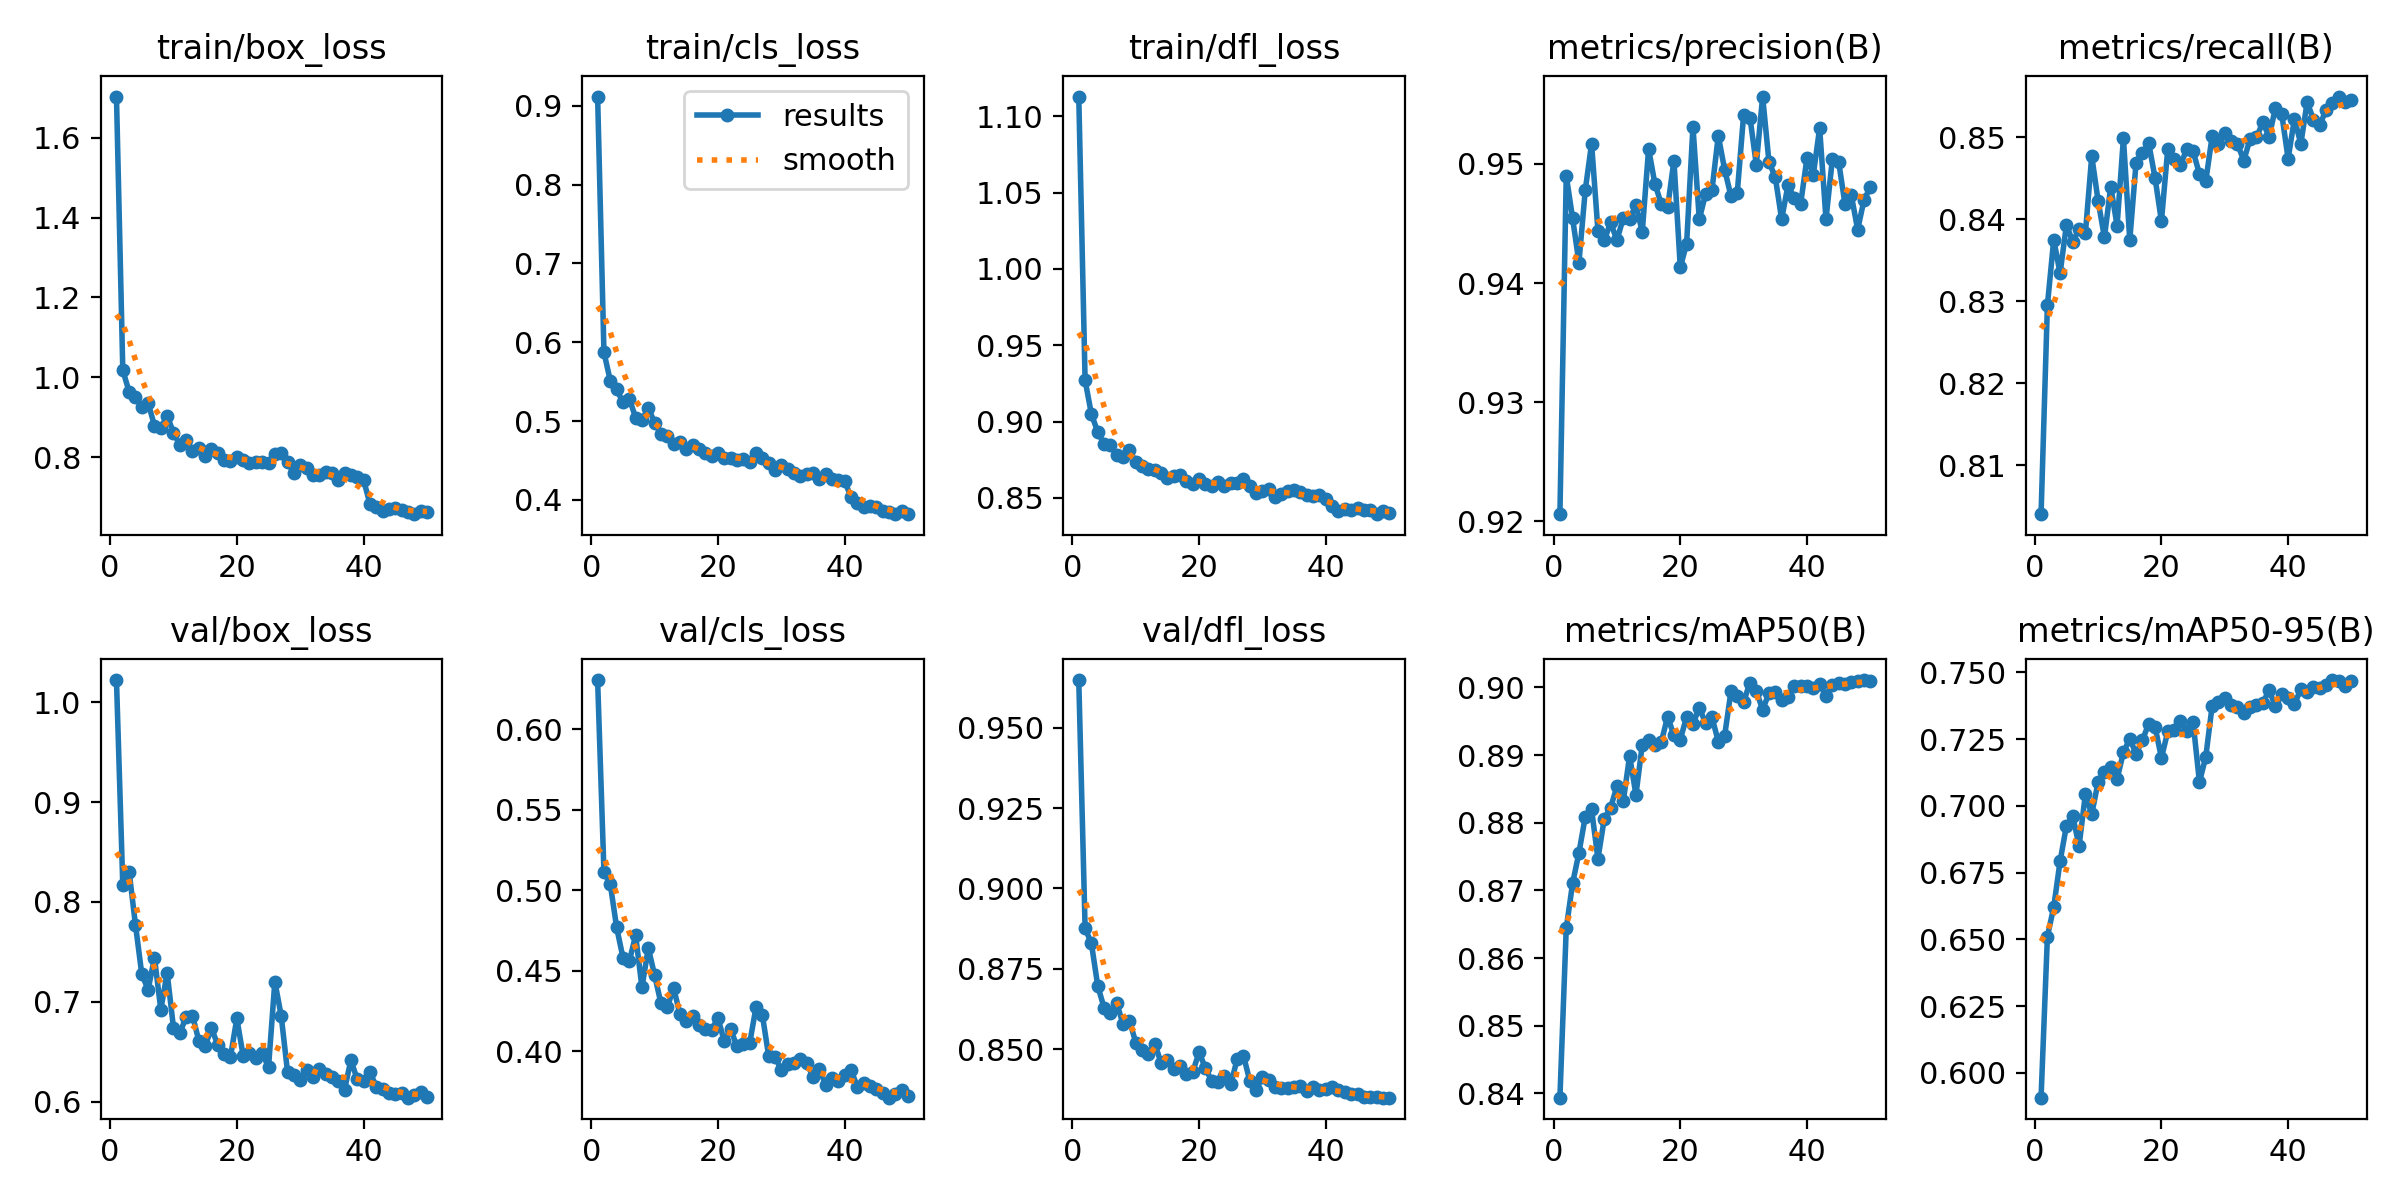 train/box_loss
1.6
1.4
1.2
1.0
0.8
0 20 40
train/cls_loss
results
smooth
0.9
0.8
0.7
0.6
0.5
0.4
0 20 40
train/dfl_loss
1.10
1.05
1.00
0.95
0.90
0.85
0 20 40
metrics/precision(B)
0.95
0.94
0.93
0.92
0 20 40
metrics/recall(B)
0.85
0.84
0.83
0.82
0.81
0 20 40
val/box_loss
1.0
0.9
0.8
0.7
0.6
0 20 40
val/cls_loss
0.60
0.55
0.50
0.45
0.40
0 20 40
val/dfl_loss
0.950
0.925
0.900
0.875
0.850
0 20 40
metrics/mAP50(B)
0.90
0.89
0.88
0.87
0.86
0.85
0.84
0 20 40
metrics/mAP50-95(B)
0.750
0.725
0.700
0.675
0.650
0.625
0.600
0 20 40